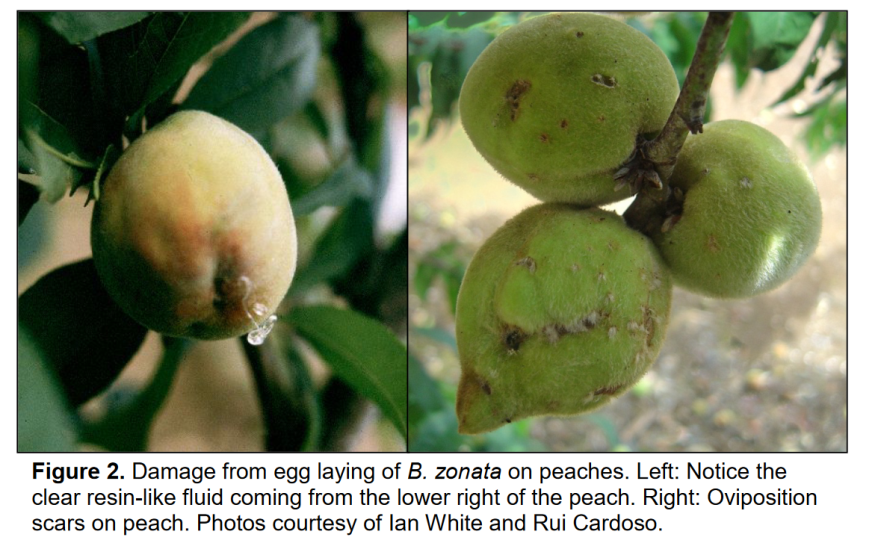 Figure 2. Damage from egg laying of B. zonata on peaches. Left: Notice the
clear resin-like fluid coming from the lower right of the peach. Right: Oviposition
scars on peach. Photos courtesy of Ian White and Rui Cardoso.